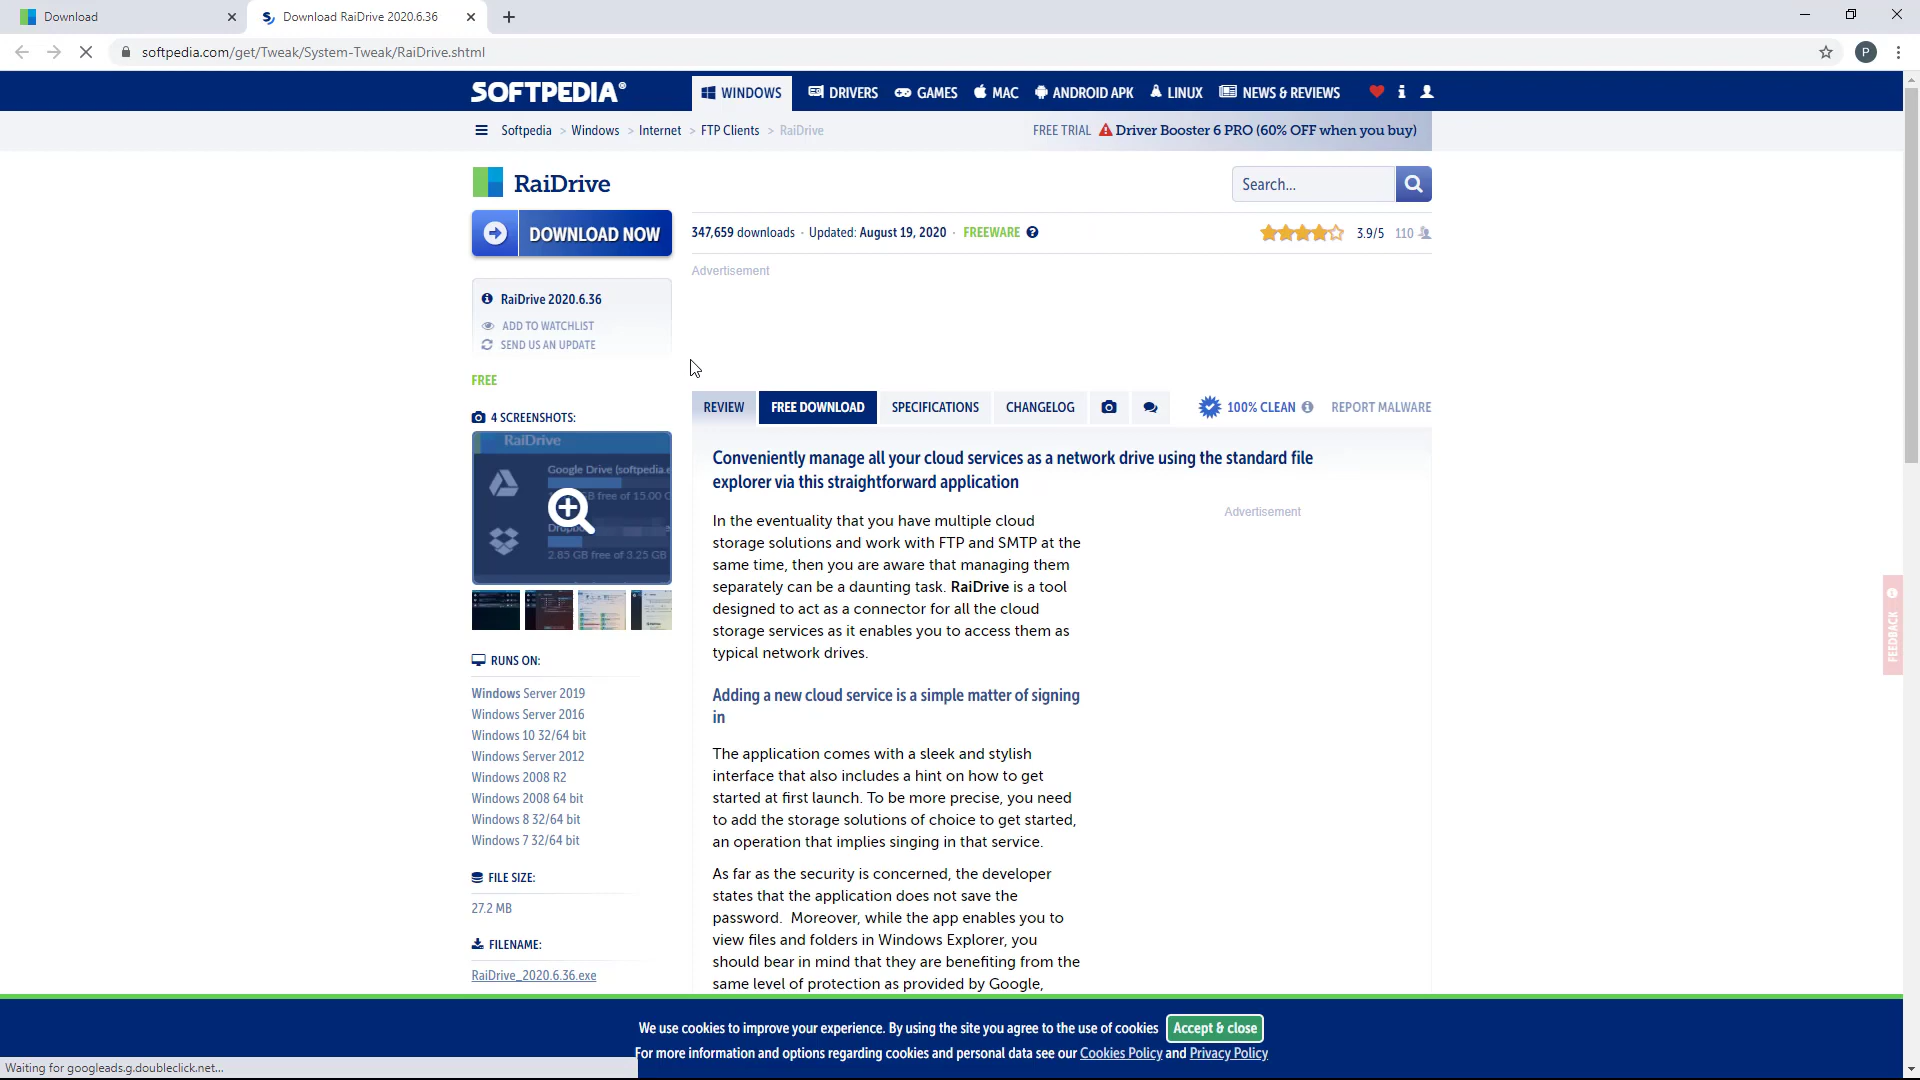 Download
Download RaiDrive 2020.6.36
softpedia.com/get/Tweak/System-Tweak/RaiDrive.shtml
P
SOFTPEDIA®
WINDOWS
DRIVERS
GAMES
MAC
ANDROID APK
LINUX
NEWS & REVIEWS
Softpedia > Windows > Internet > FTP Clients > RaiDrive
FREE TRIAL Driver Booster 6 PRO (60% OFF when you buy)
RaiDrive
Search...
DOWNLOAD NOW
347,659 downloads · Updated: August 19, 2020 · FREEWARE
3.9/5 110
Advertisement
RaiDrive 2020.6.36
ADD TO WATCHLIST
SEND US AN UPDATE
FREE
4 SCREENSHOTS:
RaiDrive
Google Drive (softpedia.e
B free of 15.00 G
2.85 GB free of 3.25 GB
REVIEW
FREE DOWNLOAD
SPECIFICATIONS
CHANGELOG
100% CLEAN
REPORT MALWARE
Conveniently manage all your cloud services as a network drive using the standard file
explorer via this straightforward application
Advertisement
In the eventuality that you have multiple cloud
storage solutions and work with FTP and SMTP at the
same time, then you are aware that managing them
separately can be a daunting task. RaiDrive is a tool
designed to act as a connector for all the cloud
storage services as it enables you to access them as
typical network drives.
Adding a new cloud service is a simple matter of signing
in
The application comes with a sleek and stylish
interface that also includes a hint on how to get
started at first launch. To be more precise, you need
to add the storage solutions of choice to get started,
an operation that implies singing in that service.
As far as the security is concerned, the developer
states that the application does not save the
password. Moreover, while the app enables you to
view files and folders in Windows Explorer, you
should bear in mind that they are benefiting from the
same level of protection as provided by Google,
RUNS ON:
Windows Server 2019
Windows Server 2016
Windows 10 32/64 bit
Windows Server 2012
Windows 2008 R2
Windows 2008 64 bit
Windows 8 32/64 bit
Windows 7 32/64 bit
FILE SIZE:
27.2 MB
FILENAME:
RaiDrive_2020.6.36.exe
FEEDBACK
We use cookies to improve your experience. By using the site you agree to the use of cookies
Accept & close
For more information and options regarding cookies and personal data see our Cookies Policy and Privacy Policy
Waiting for googleads.g.doubleclick.net...